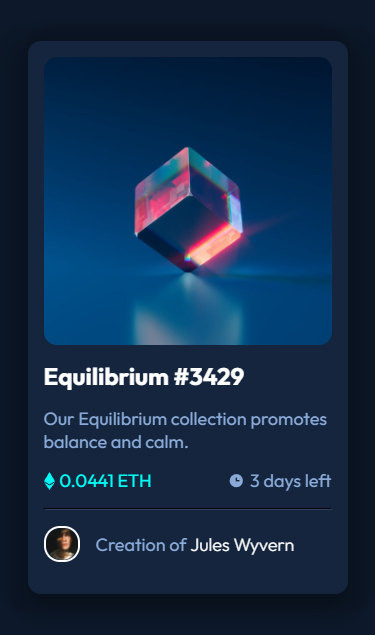 Equilibrium #3429
Our Equilibrium collection promotes
balance and calm.
0.0441 ETH
3 days left
Creation of Jules Wyvern